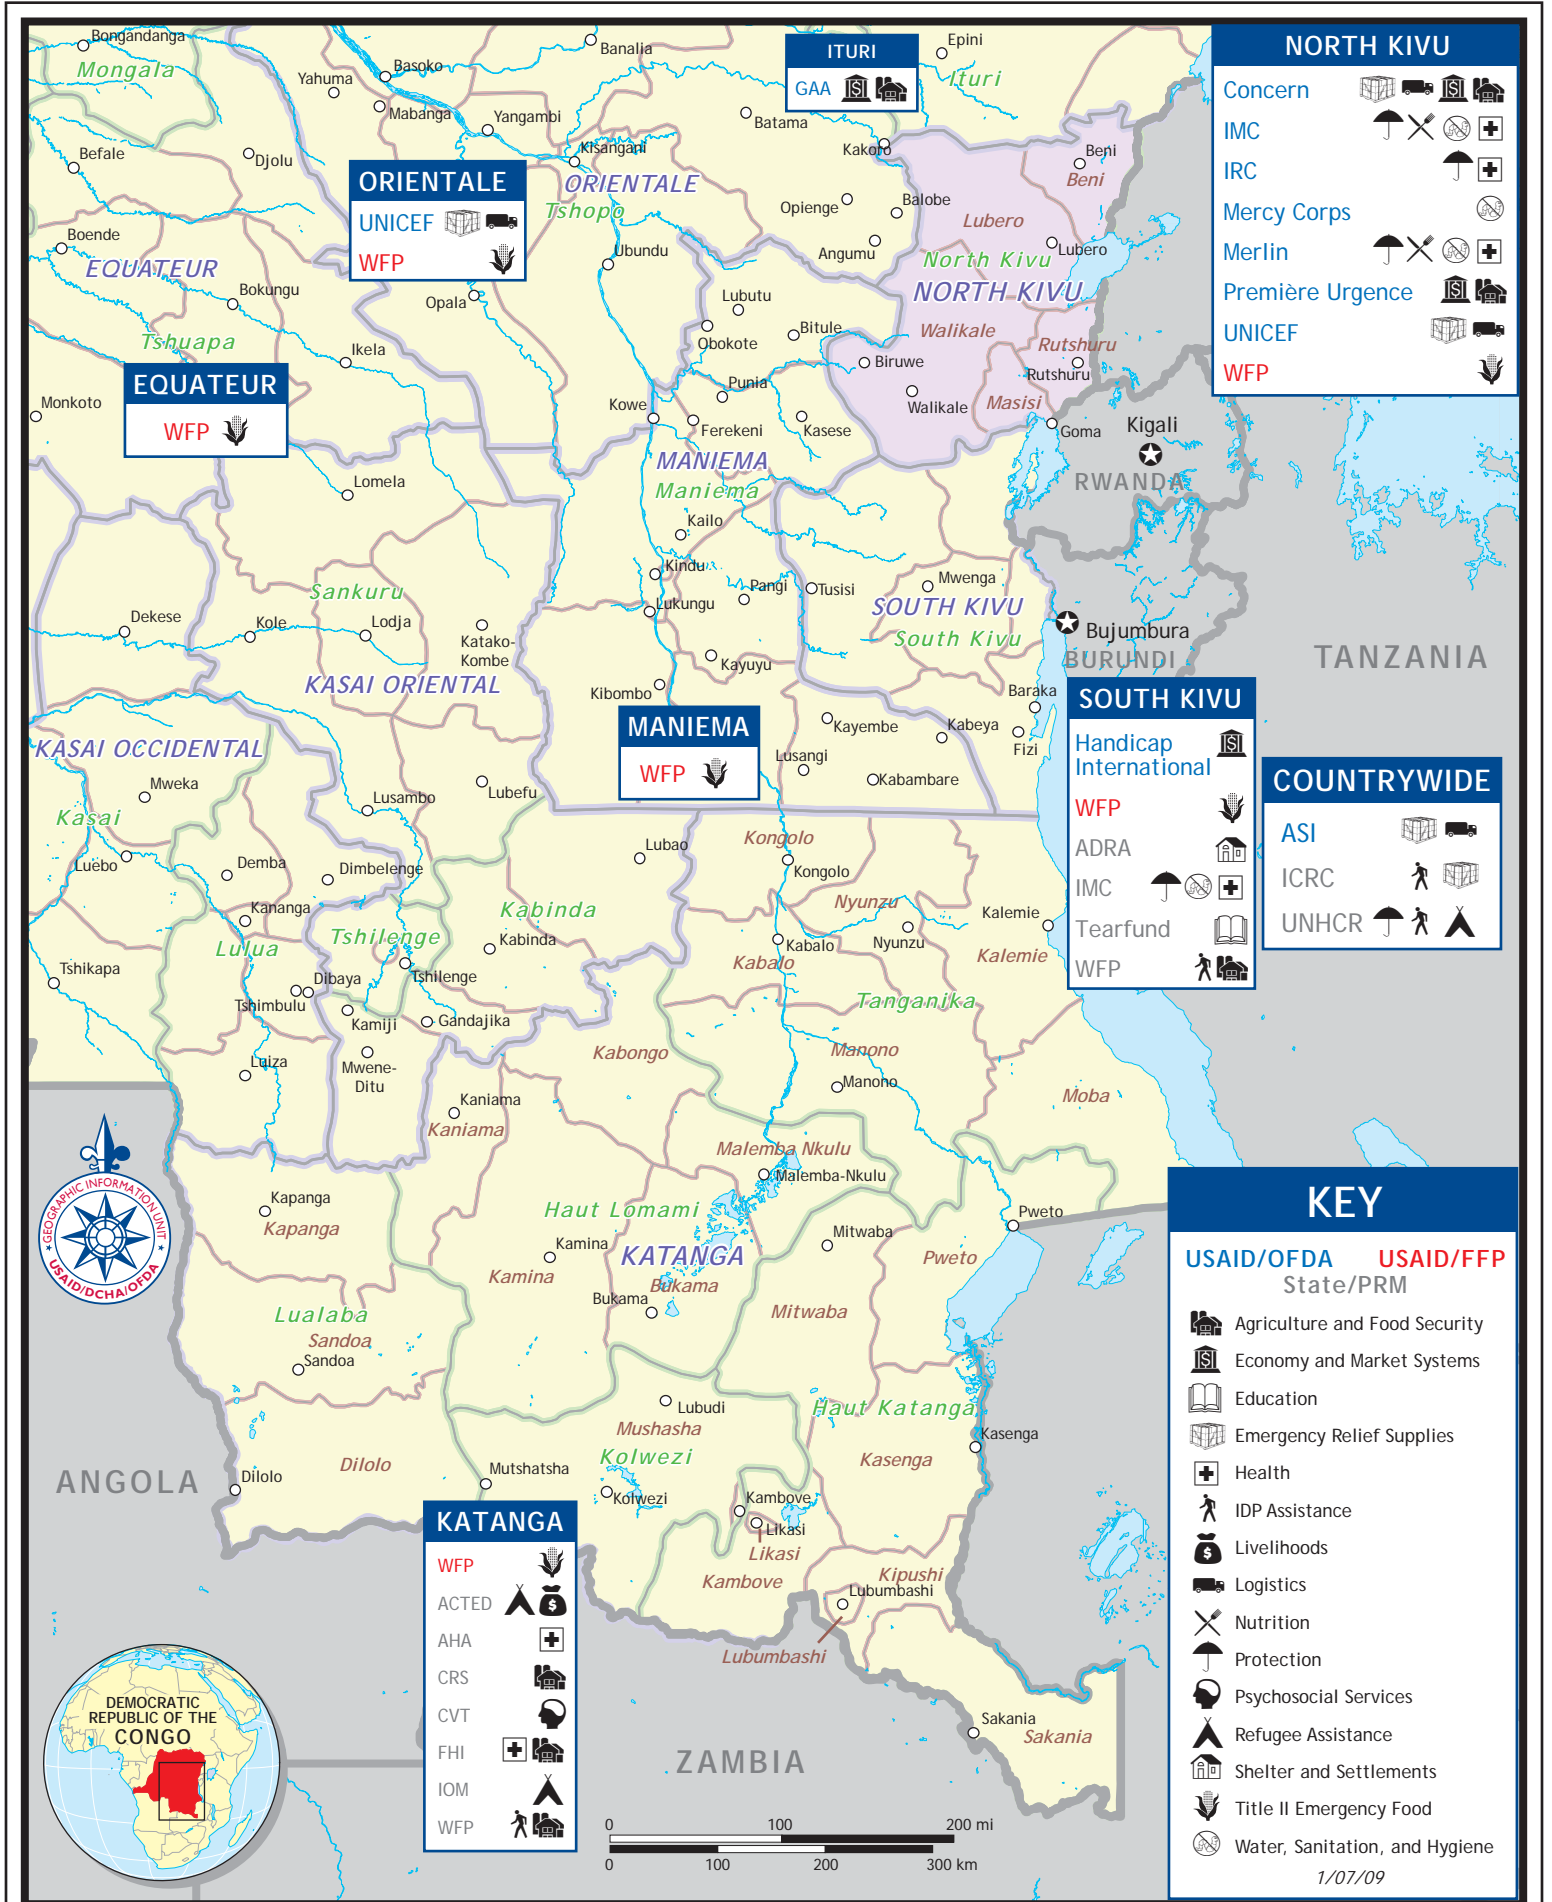 Bongandanga
Mongala
Yahuma
Basoko
Banalia
Mabanga
Yangambi
Befale
Djolu
Kisangani
Batama
Epini
Ituri
Kakoro
Beni
Beni
ITURI
GAA
NORTH KIVU
Concern
IMC
IRC
Mercy Corps
Merlin
Première Urgence
UNICEF
WFP
ORIENTALE
UNICEF
WFP
ORIENTALE
Tshopo
Opienge
Balobe
Angumu
Lubero
Lubero
North Kivu
NORTH KIVU
Boende
EQUATEUR
Bokungu
Ubundu
Opala
Lubutu
Obokote
Bitule
Walikale
Rutshuru
Rutshuru
Tshuapa
Ikela
Biruwe
Punia
Walikale
Masisi
EQUATEUR
WFP
Monkoto
Kowe
Ferekeni
Kasese
Goma
Kigali
RWANDA
MANIEMA
Maniema
Lomela
Kailo
Kindu
Pangi
Tusisi
Mwenga
SOUTH KIVU
South Kivu
Bujumbura
BURUNDI
TANZANIA
Sankuru
Dekese
Kole
Lodja
Katako-
Kombe
Lukungu
Kayuyu
KASAI ORIENTAL
Kibombo
Baraka
Kayembe
Kabeya
Fizi
MANIEMA
WFP
Lusangi
Kabambare
SOUTH KIVU
Handicap
International
WFP
ADRA
IMC
Tearfund
WFP
COUNTRYWIDE
ASI
ICRC
UNHCR
KASAI OCCIDENTAL
Mweka
Kasai
Lusambo
Lubefu
Luebo
Demba
Dimbelenge
Lubao
Kongolo
Kongolo
Kananga
Kabinda
Kabinda
Nyunzu
Nyunzu
Kalemie
Kalemie
Lulua
Tshilenge
Tshilenge
Kabalo
Kabalo
Tshikapa
Dibaya
Tshimbulu
Kamiji
Gandajika
Tanganika
Luiza
Mwene-
Ditu
Kabongo
Manono
Manono
Moba
Kaniama
Kaniama
Malemba Nkulu
Malemba-Nkulu
GEOGRAPHIC INFORMATION UNIT
USAID/DCHA/OFDA
Kapanga
Kapanga
Haut Lomami
Pweto
Pweto
Mitwaba
Mitwaba
Kamina
Kamina
KATANGA
Bukama
Bukama
Lualaba
Sandoa
Sandoa
Lubudi
Mushasha
Haut Katanga
Kasenga
Kasenga
Kolwezi
Kolwezi
ANGOLA
Dilolo
Dilolo
Mutshatsha
Kambove
Likasi
Likasi
Kambove
Kipushi
Lubumbashi
Lubumbashi
Sakania
Sakania
ZAMBIA
KATANGA
WFP
ACTED
AHA
CRS
CVT
FHI
IOM
WFP
DEMOCRATIC
REPUBLIC OF THE
CONGO
0 100 200 mi
0 100 200 300 km
KEY
USAID/OFDA USAID/FFP
State/PRM
Agriculture and Food Security
Economy and Market Systems
Education
Emergency Relief Supplies
Health
IDP Assistance
Livelihoods
Logistics
Nutrition
Protection
Psychosocial Services
Refugee Assistance
Shelter and Settlements
Title II Emergency Food
Water, Sanitation, and Hygiene
1/07/09